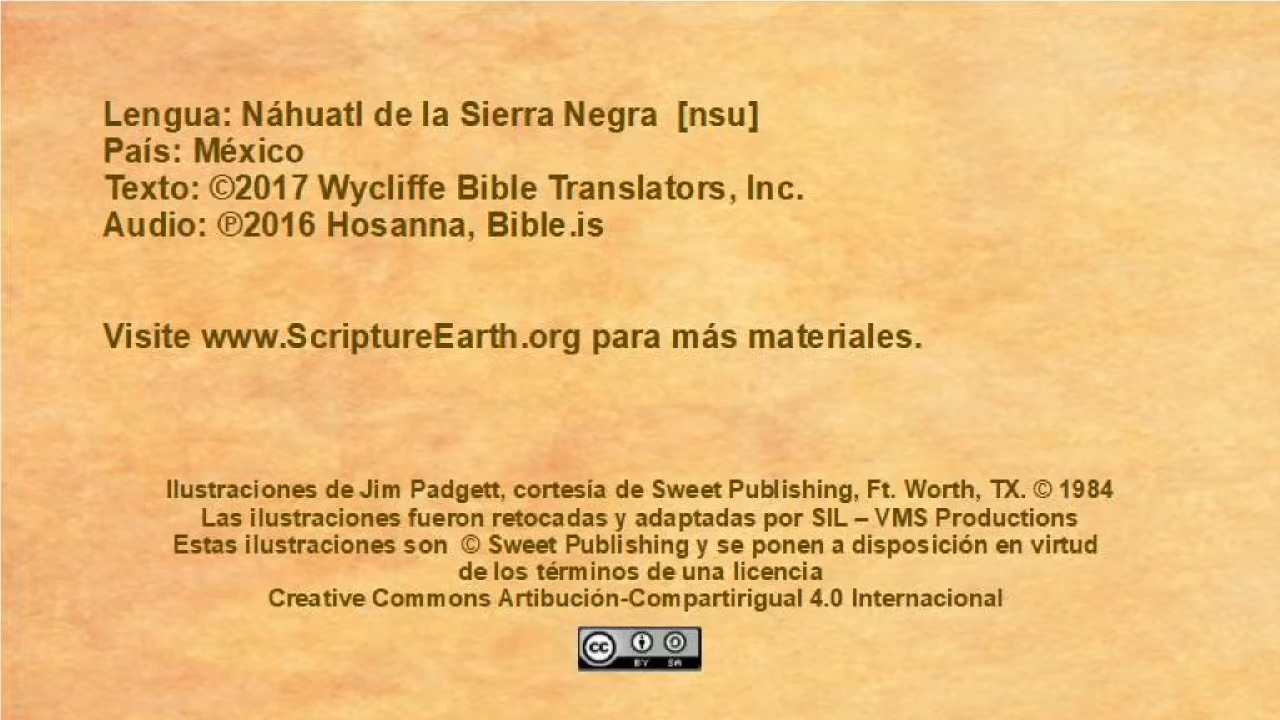 Lengua: Náhuatl de la Sierra Negra [nsu]
País: México
Texto: ©2017 Wycliffe Bible Translators, Inc.
Audio: ℗2016 Hosanna, Bible.is
Visite www.ScriptureEarth.org para más materiales.
Ilustraciones de Jim Padgett, cortesía de Sweet Publishing, Ft. Worth, TX. © 1984
Las ilustraciones fueron retocadas y adaptadas por SIL – VMS Productions
Estas ilustraciones son © Sweet Publishing y se ponen a disposición en virtud
de los términos de una licencia
Creative Commons Artibución-Compartirigual 4.0 Internacional
cc BY SA